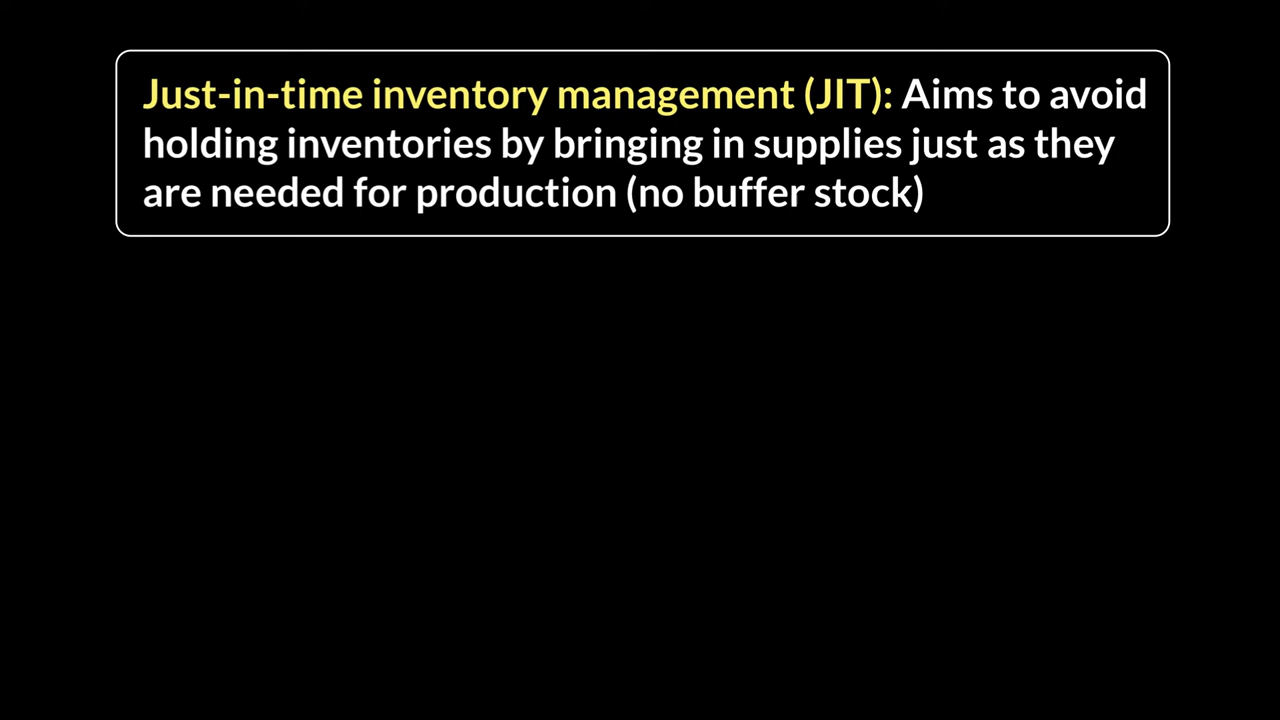 Just-in-time inventory management (JIT): Aims to avoid
holding inventories by bringing in supplies just as they
are needed for production (no buffer stock)